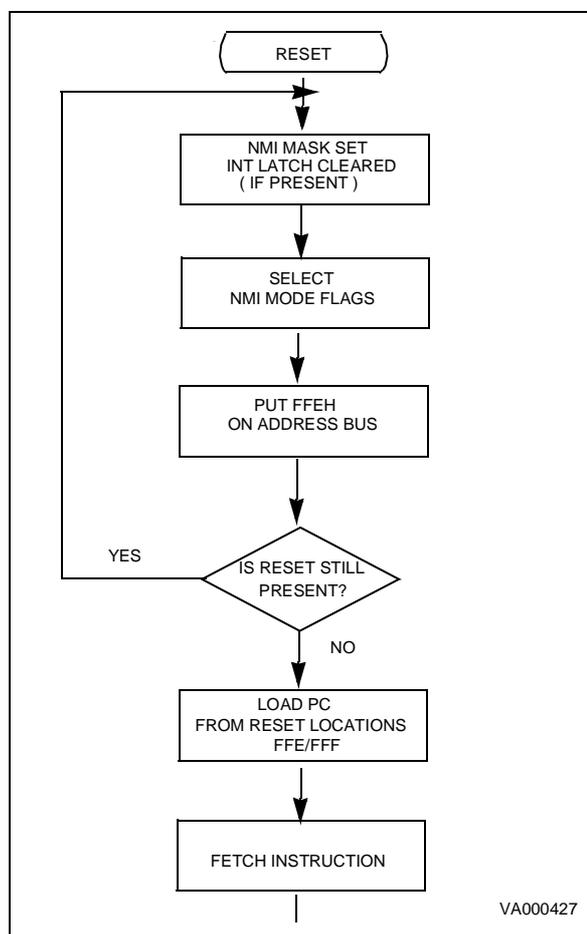 RESET
NMI MASK SET
INT LATCH CLEARED
( IF PRESENT )
SELECT
NMI MODE FLAGS
PUT FFEH
ON ADDRESS BUS
YES
IS RESET STILL
PRESENT?
NO
LOAD PC
FROM RESET LOCATIONS
FFE/FFF
FETCH INSTRUCTION
VA000427